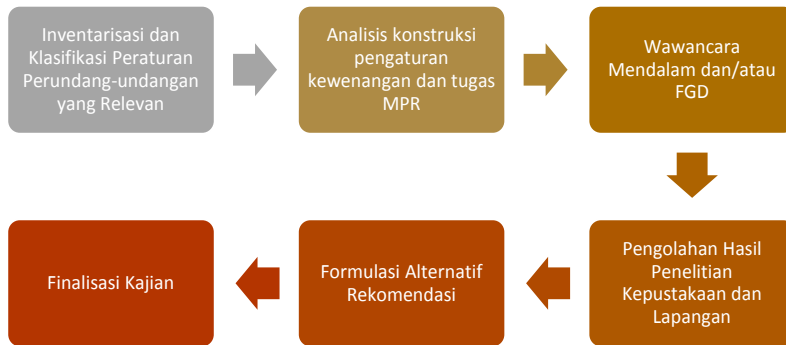 Inventarisasi dan
Klasifikasi Peraturan
Perundang-undangan
yang Relevan
Analisis konstruksi
pengaturan
kewenangan dan tugas
MPR
Wawancara
Mendalam dan/atau
FGD
Pengolahan Hasil
Penelitian
Kepustakaan dan
Lapangan
Formulasi Alternatif
Rekomendasi
Finalisasi Kajian